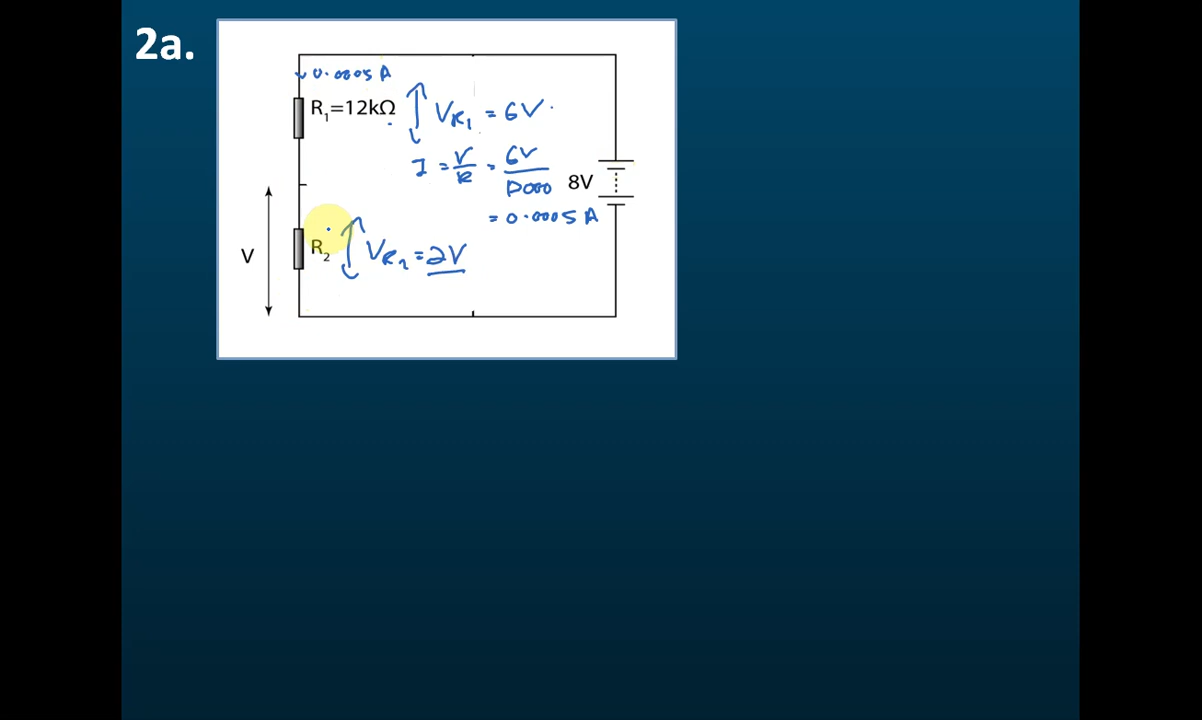 2a.
0.0005 A
R₁=12kΩ
V_R₁ = 6V
I = V/R = 6V/12000
8V
= 0.0005 A
R₂
V_R₂ = 2V
V